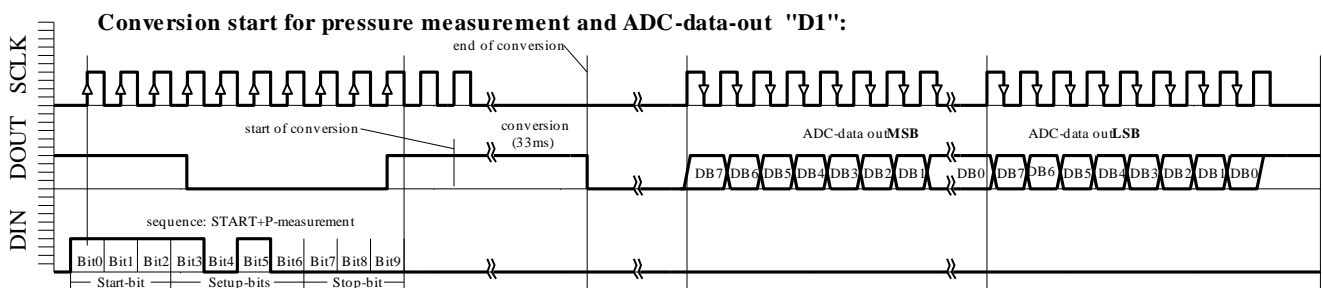 Conversion start for pressure measurement and ADC-data-out "D1":
end of conversion
SCLK
start of conversion
conversion
(33ms)
ADC-data outMSB
ADC-data outLSB
DOUT
DB7 DB6 DB5 DB4 DB3 DB2 DB1 DB0 DB7 DB6 DB5 DB4 DB3 DB2 DB1 DB0
sequence: START+P-measurement
DIN
Bit0 Bit1 Bit2 Bit3 Bit4 Bit5 Bit6 Bit7 Bit8 Bit9
Start-bit Setup-bits Stop-bit